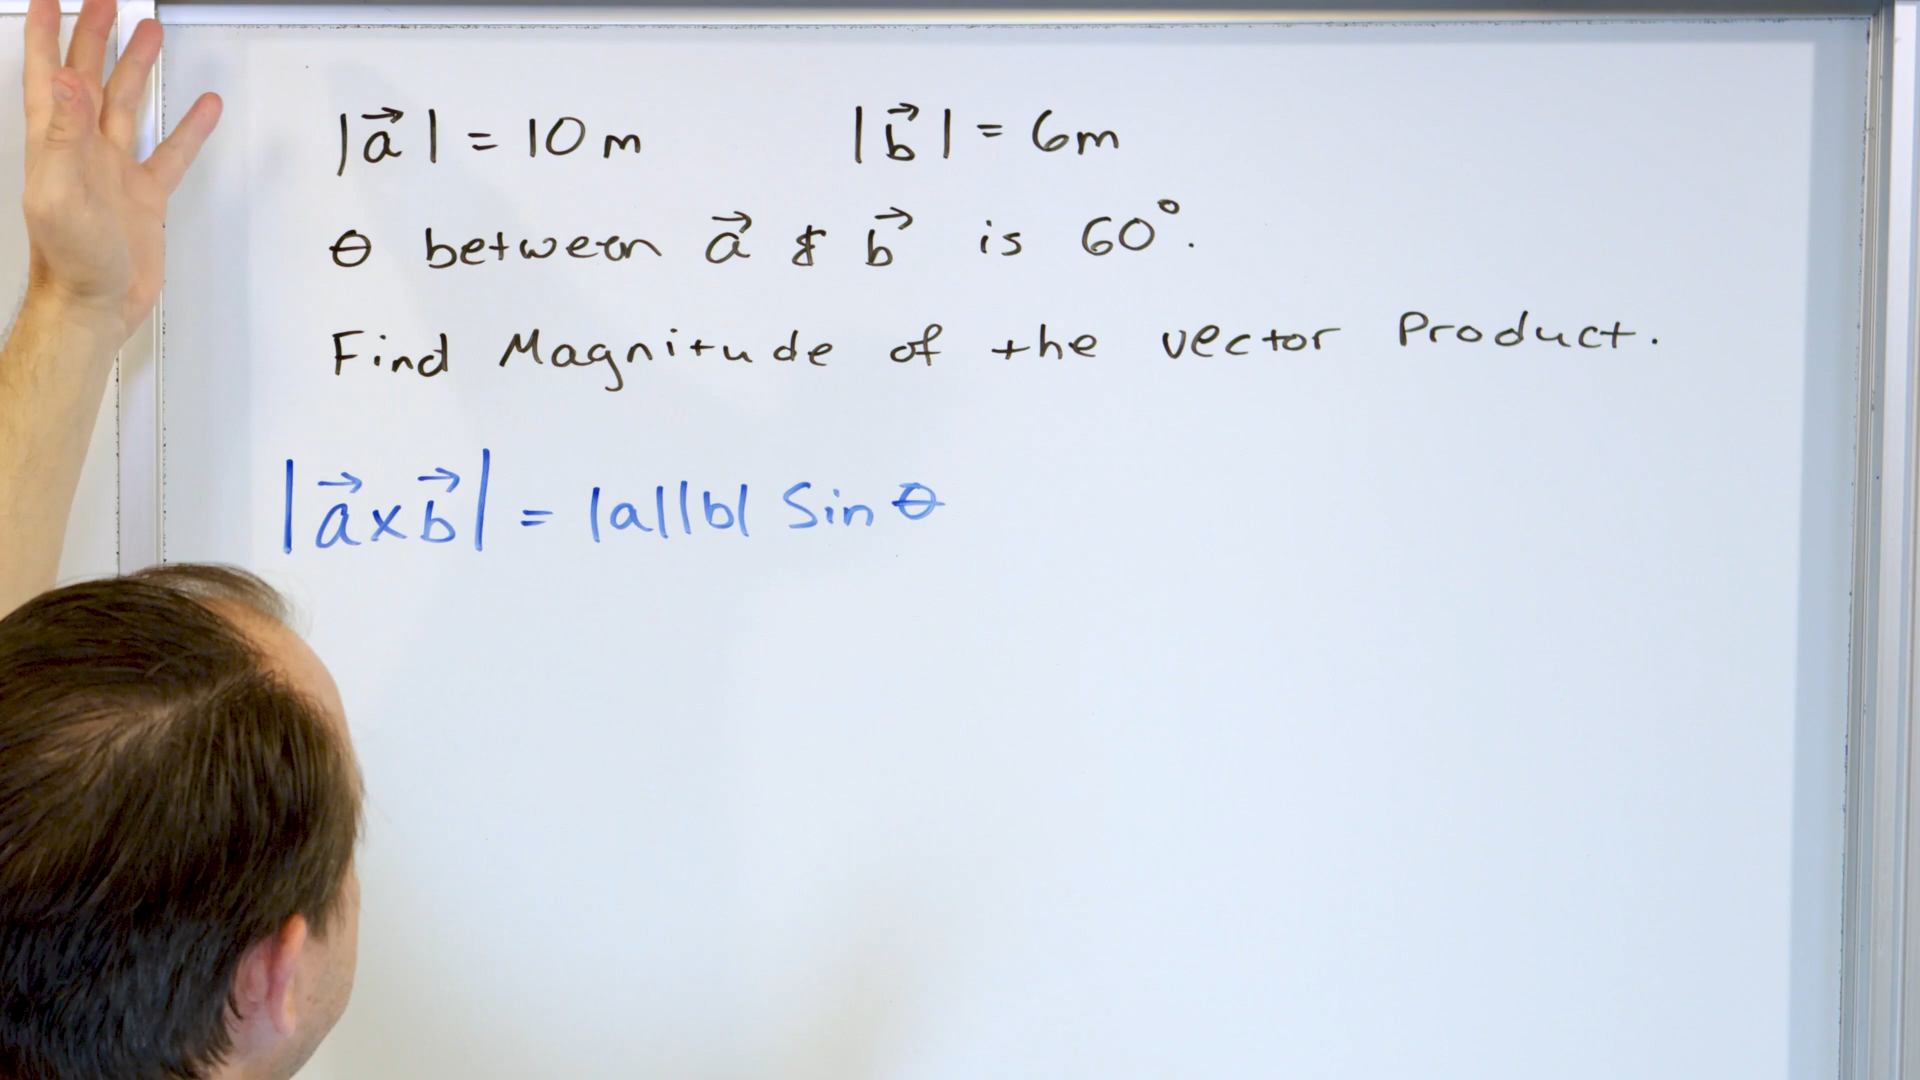 |a⃗| = 10 m |b⃗| = 6m
θ between a⃗ & b⃗ is 60°.
Find Magnitude of the vector Product.
|a⃗ x b⃗| = |a||b| Sin θ